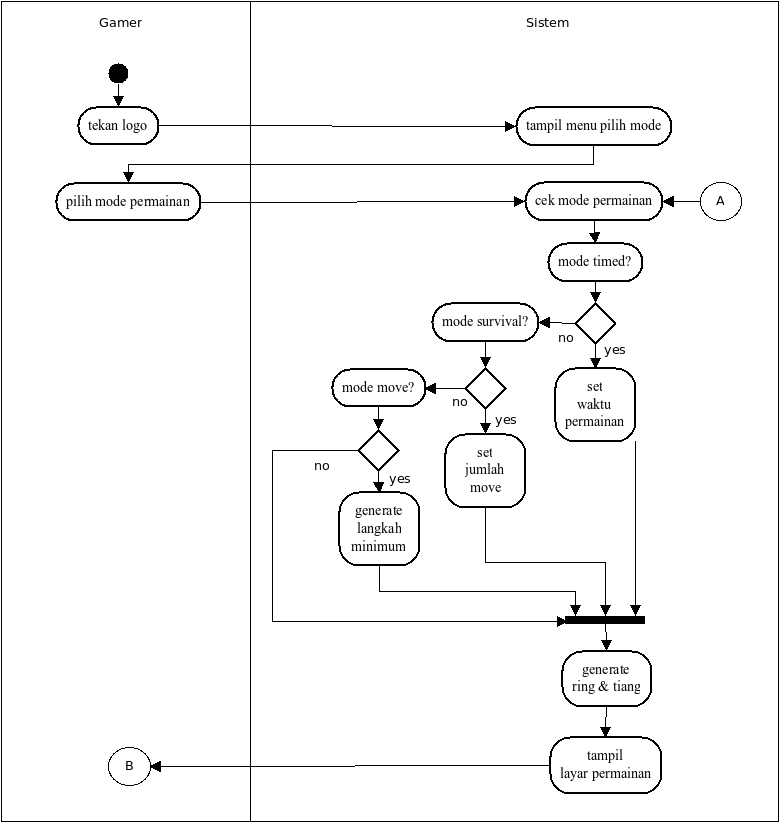 Gamer
Sistem
tekan logo
tampil menu pilih mode
pilih mode permainan
cek mode permainan
A
mode timed?
mode survival?
no
yes
mode move?
set
waktu
permainan
no
yes
set
jumlah
move
no
yes
generate
langkah
minimum
generate
ring & tiang
tampil
layar permainan
B